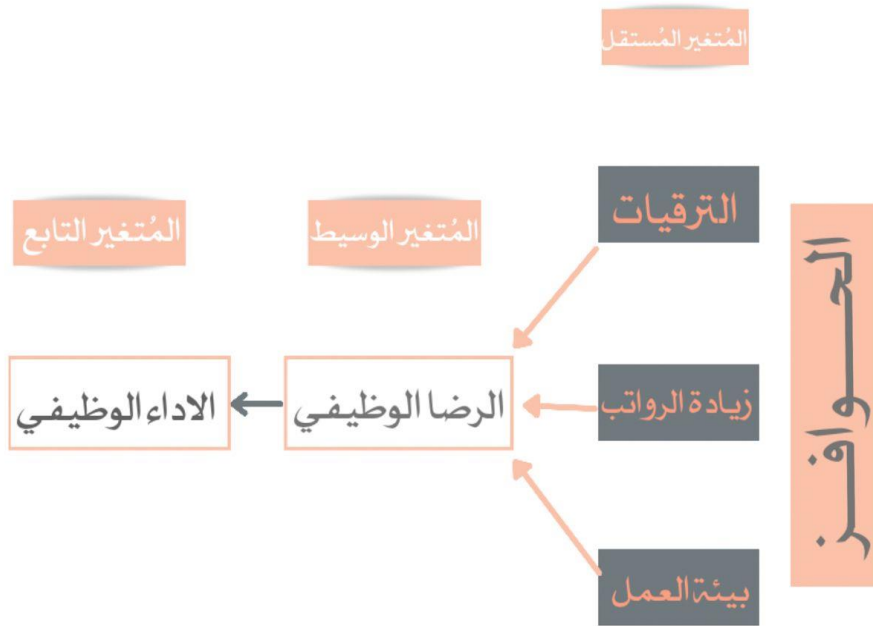 المُتغير المُستقل
الحوافز
الترقيات
المُتغير الوسيط
المُتغير التابع
زيادة الرواتب
الرضا الوظيفي
الاداء الوظيفي
بيئة العمل